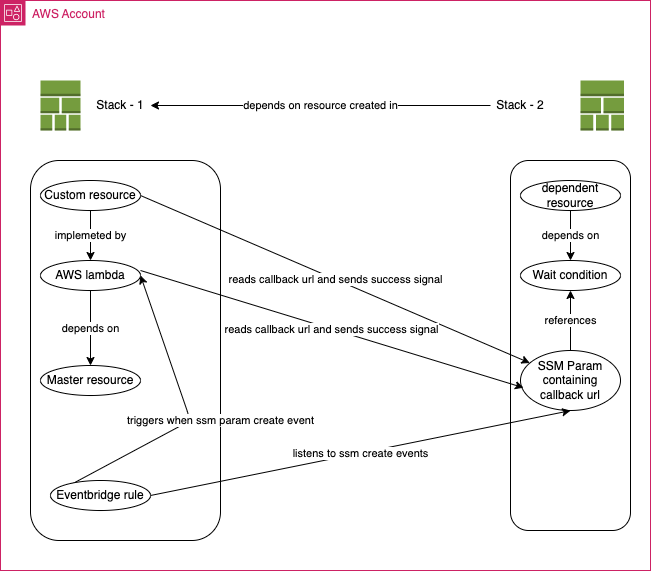 AWS Account
Stack - 1
depends on resource created in
Stack - 2
Custom resource
dependent
resource
implemeted by
depends on
AWS lambda
Wait condition
reads callback url and sends success signal
references
depends on
reads callback url and sends success signal
Master resource
SSM Param
containing
callback url
triggers when ssm param create event
listens to ssm create events
Eventbridge rule